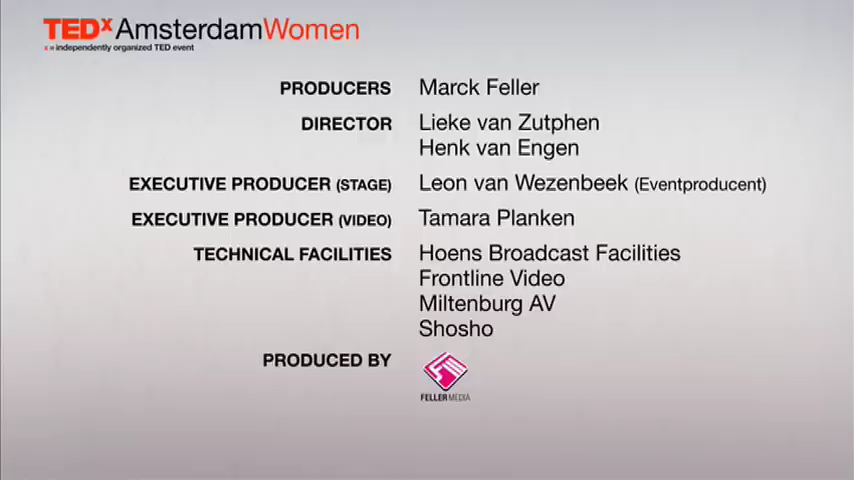 TEDxAmsterdamWomen
x = independently organized TED event
PRODUCERS Marck Feller
DIRECTOR Lieke van Zutphen
Henk van Engen
EXECUTIVE PRODUCER (STAGE) Leon van Wezenbeek (Eventproducent)
EXECUTIVE PRODUCER (VIDEO) Tamara Planken
TECHNICAL FACILITIES Hoens Broadcast Facilities
Frontline Video
Miltenburg AV
Shosho
PRODUCED BY
FELLER MEDIA